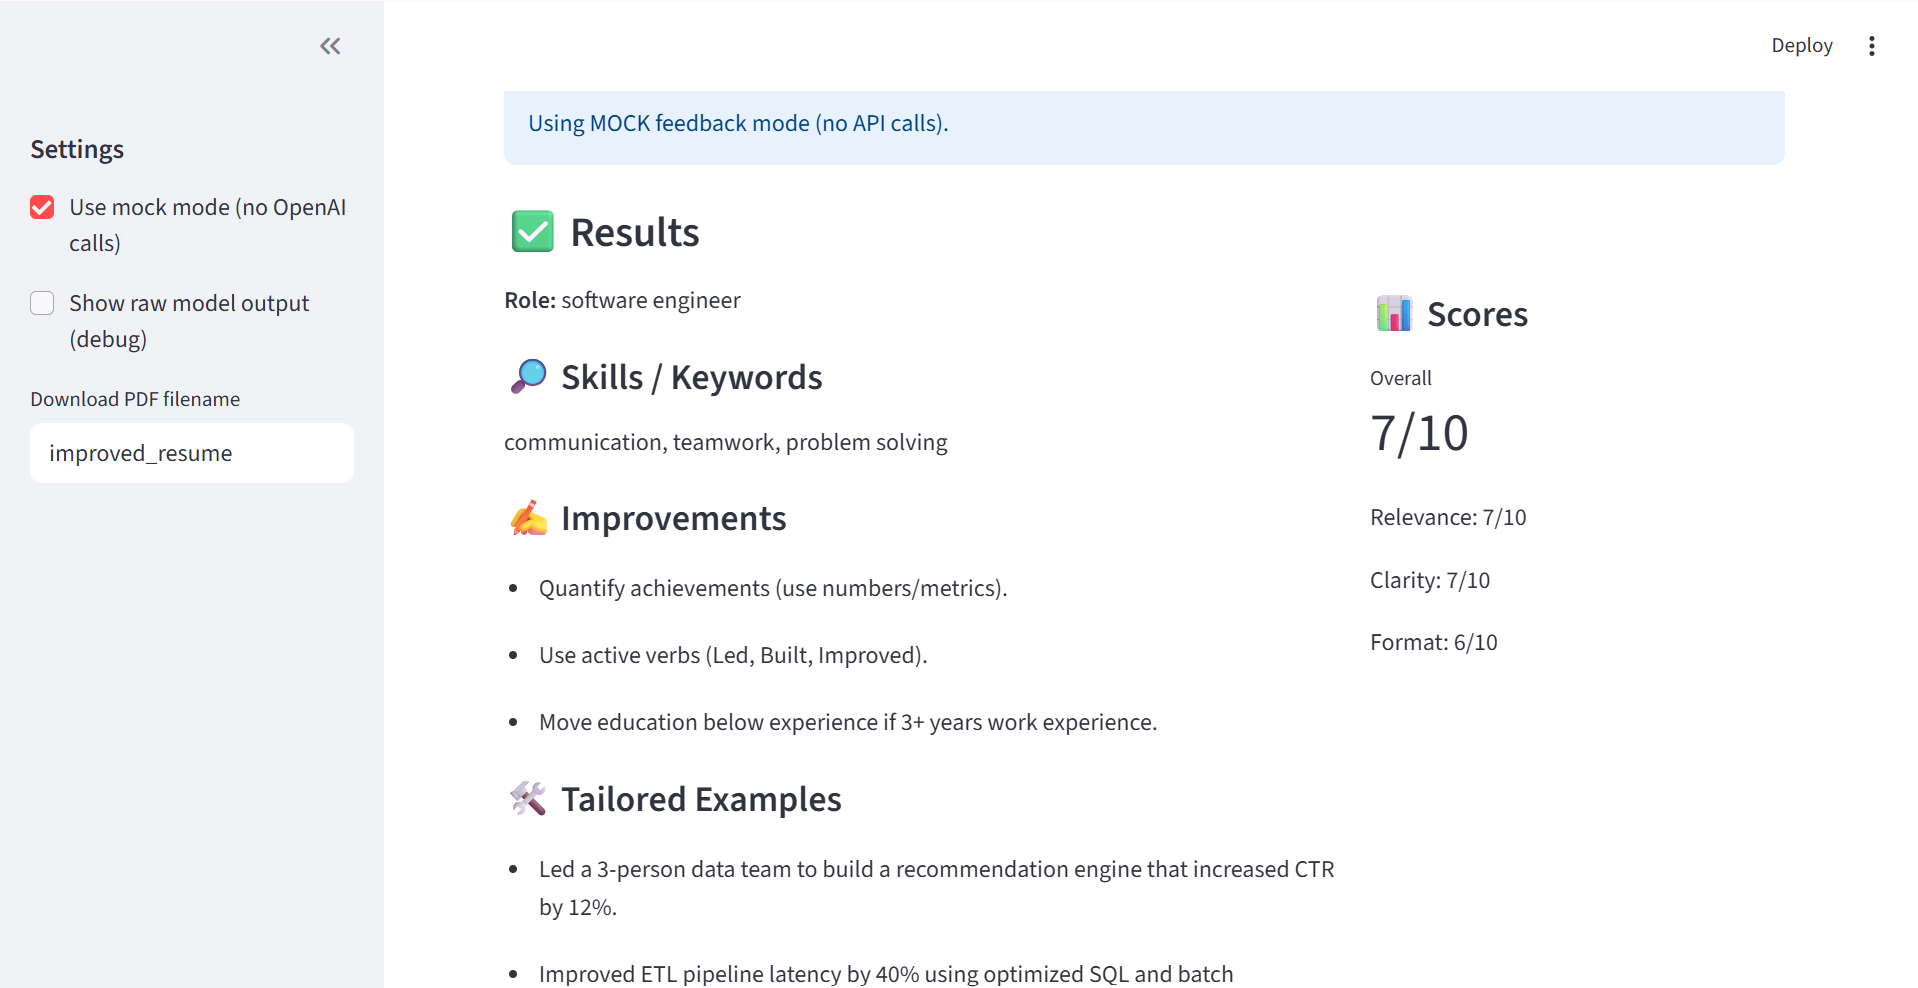 Deploy
Settings
Use mock mode (no OpenAI
calls)
Show raw model output
(debug)
Download PDF filename
improved_resume
Using MOCK feedback mode (no API calls).
Results
Role: software engineer
Skills / Keywords
communication, teamwork, problem solving
Improvements
• Quantify achievements (use numbers/metrics).
• Use active verbs (Led, Built, Improved).
• Move education below experience if 3+ years work experience.
Tailored Examples
• Led a 3-person data team to build a recommendation engine that increased CTR
by 12%.
• Improved ETL pipeline latency by 40% using optimized SQL and batch
Scores
Overall
7/10
Relevance: 7/10
Clarity: 7/10
Format: 6/10